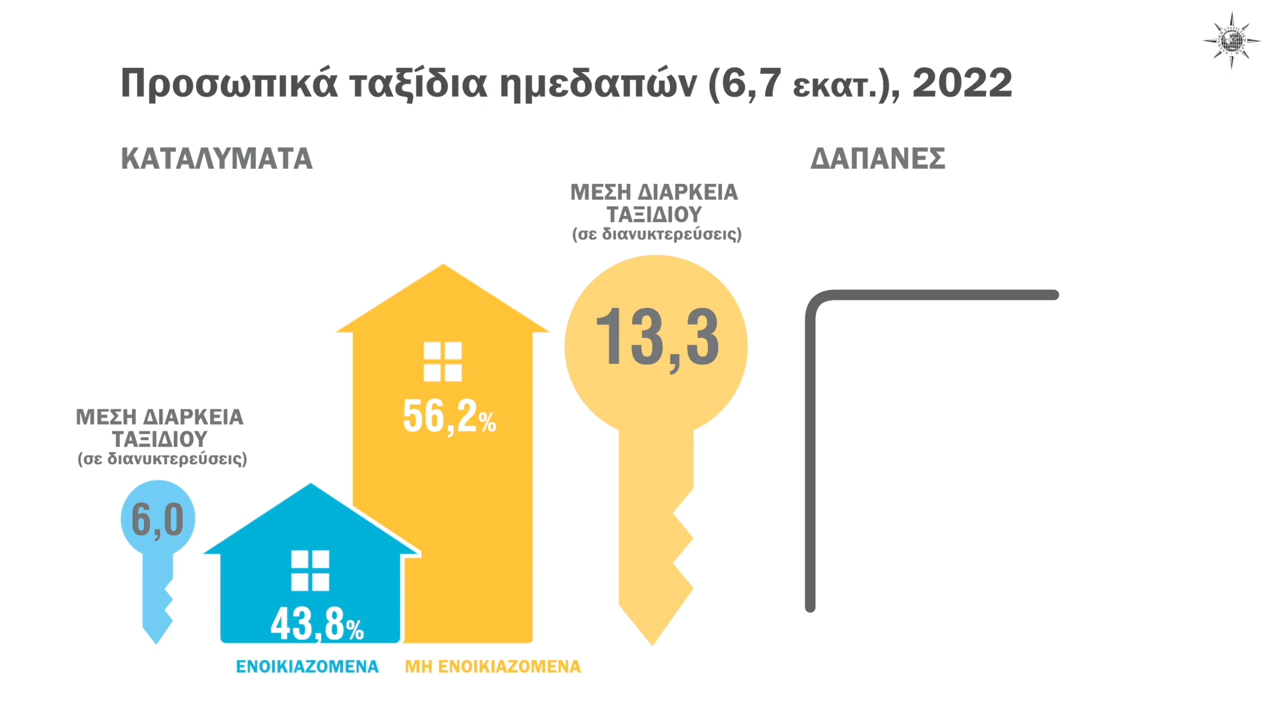 Προσωπικά ταξίδια ημεδαπών (6,7 εκατ.), 2022
ΚΑΤΑΛΥΜΑΤΑ
ΔΑΠΑΝΕΣ
ΜΕΣΗ ΔΙΑΡΚΕΙΑ
ΤΑΞΙΔΙΟΥ
(σε διανυκτερεύσεις)
13,3
56,2%
ΜΕΣΗ ΔΙΑΡΚΕΙΑ
ΤΑΞΙΔΙΟΥ
(σε διανυκτερεύσεις)
6,0
43,8%
ΕΝΟΙΚΙΑΖΟΜΕΝΑ
ΜΗ ΕΝΟΙΚΙΑΖΟΜΕΝΑ